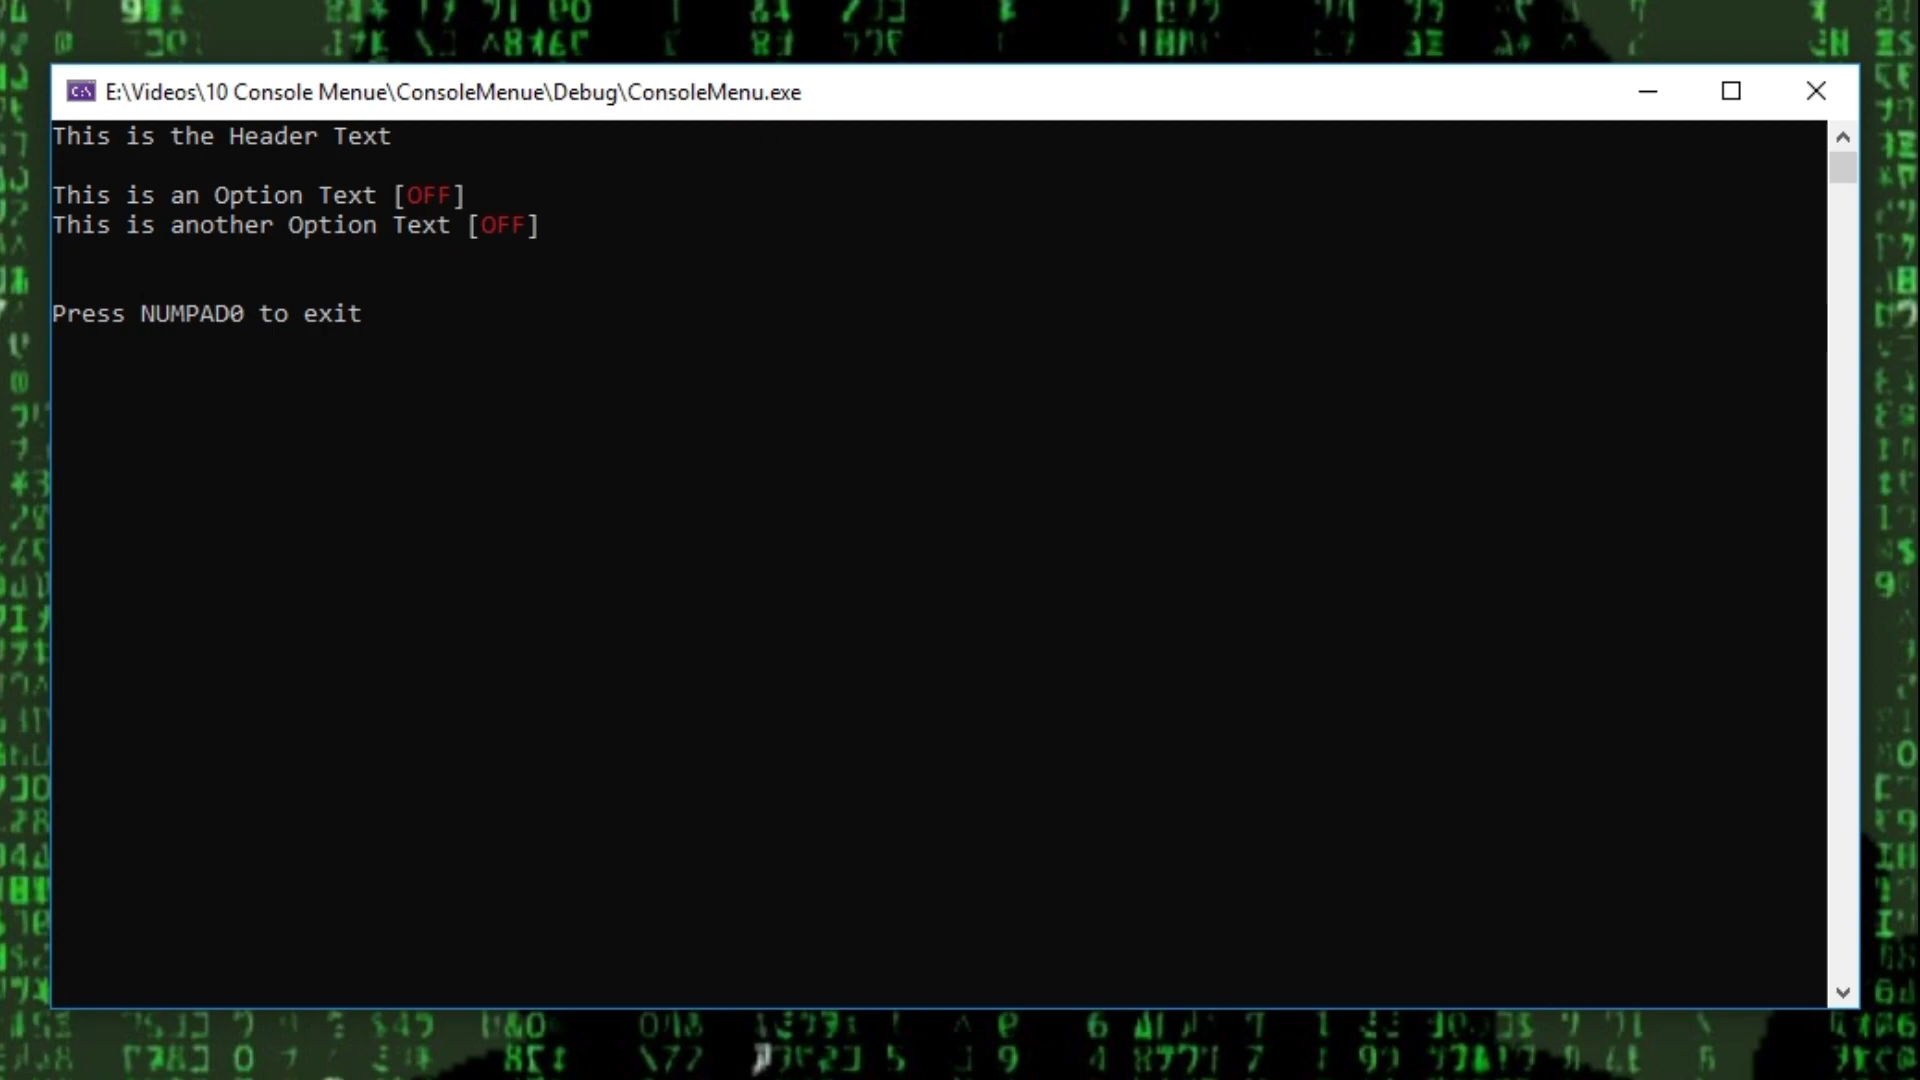 E:\Videos\10 Console Menue\ConsoleMenue\Debug\ConsoleMenu.exe
This is the Header Text
This is an Option Text [OFF]
This is another Option Text [OFF]
Press NUMPAD0 to exit